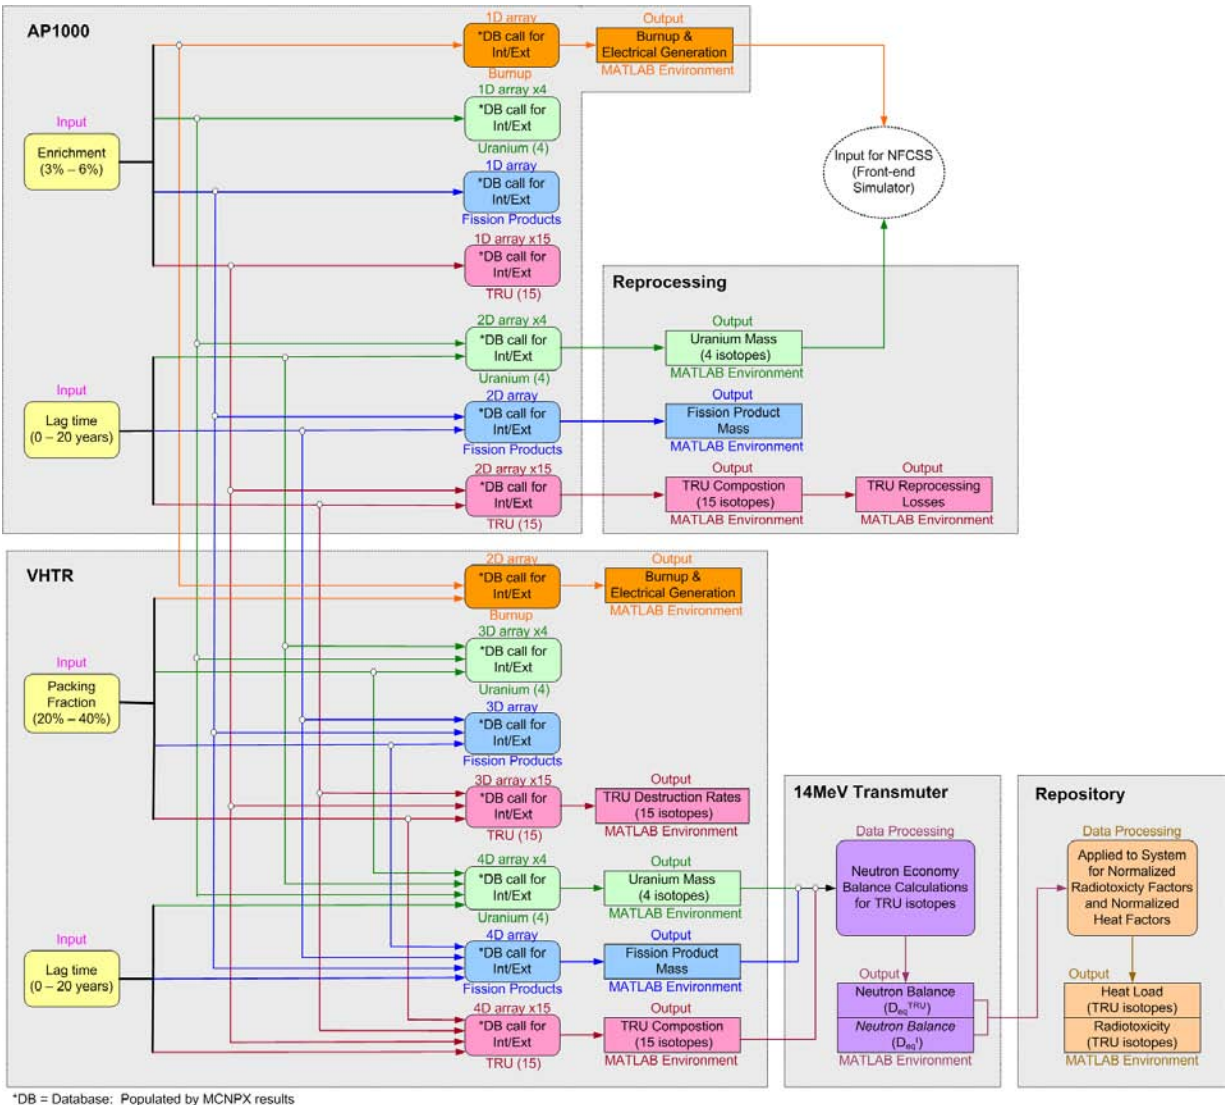 AP1000
1D array
*DB call for
Int/Ext
Burnup
Output
Burnup &
Electrical Generation
MATLAB Environment
1D array x4
*DB call for
Int/Ext
Uranium (4)
Input
Enrichment
(3% – 6%)
1D array
*DB call for
Int/Ext
Fission Products
Input for NFCSS
(Front-end
Simulator)
1D array x15
*DB call for
Int/Ext
TRU (15)
Reprocessing
2D array x4
*DB call for
Int/Ext
Uranium (4)
Output
Uranium Mass
(4 isotopes)
MATLAB Environment
Input
Lag time
(0 – 20 years)
2D array
*DB call for
Int/Ext
Fission Products
Output
Fission Product
Mass
MATLAB Environment
2D array x15
*DB call for
Int/Ext
TRU (15)
Output
TRU Compostion
(15 isotopes)
MATLAB Environment
Output
TRU Reprocessing
Losses
MATLAB Environment
VHTR
2D array
*DB call for
Int/Ext
Burnup
Output
Burnup &
Electrical Generation
MATLAB Environment
3D array x4
*DB call for
Int/Ext
Uranium (4)
Input
Packing
Fraction
(20% – 40%)
3D array
*DB call for
Int/Ext
Fission Products
3D array x15
*DB call for
Int/Ext
TRU (15)
Output
TRU Destruction Rates
(15 isotopes)
MATLAB Environment
4D array x4
*DB call for
Int/Ext
Uranium (4)
Output
Uranium Mass
(4 isotopes)
MATLAB Environment
Input
Lag time
(0 – 20 years)
4D array
*DB call for
Int/Ext
Fission Products
Output
Fission Product
Mass
MATLAB Environment
4D array x15
*DB call for
Int/Ext
TRU (15)
Output
TRU Compostion
(15 isotopes)
MATLAB Environment
14MeV Transmuter
Data Processing
Neutron Economy
Balance Calculations
for TRU isotopes
Output
Neutron Balance
(Deq^TRU)
Neutron Balance
(Deq^i)
MATLAB Environment
Repository
Data Processing
Applied to System
for Normalized
Radiotoxicity Factors
and Normalized
Heat Factors
Output
Heat Load
(TRU isotopes)
Radiotoxicity
(TRU isotopes)
MATLAB Environment
*DB = Database: Populated by MCNPX results